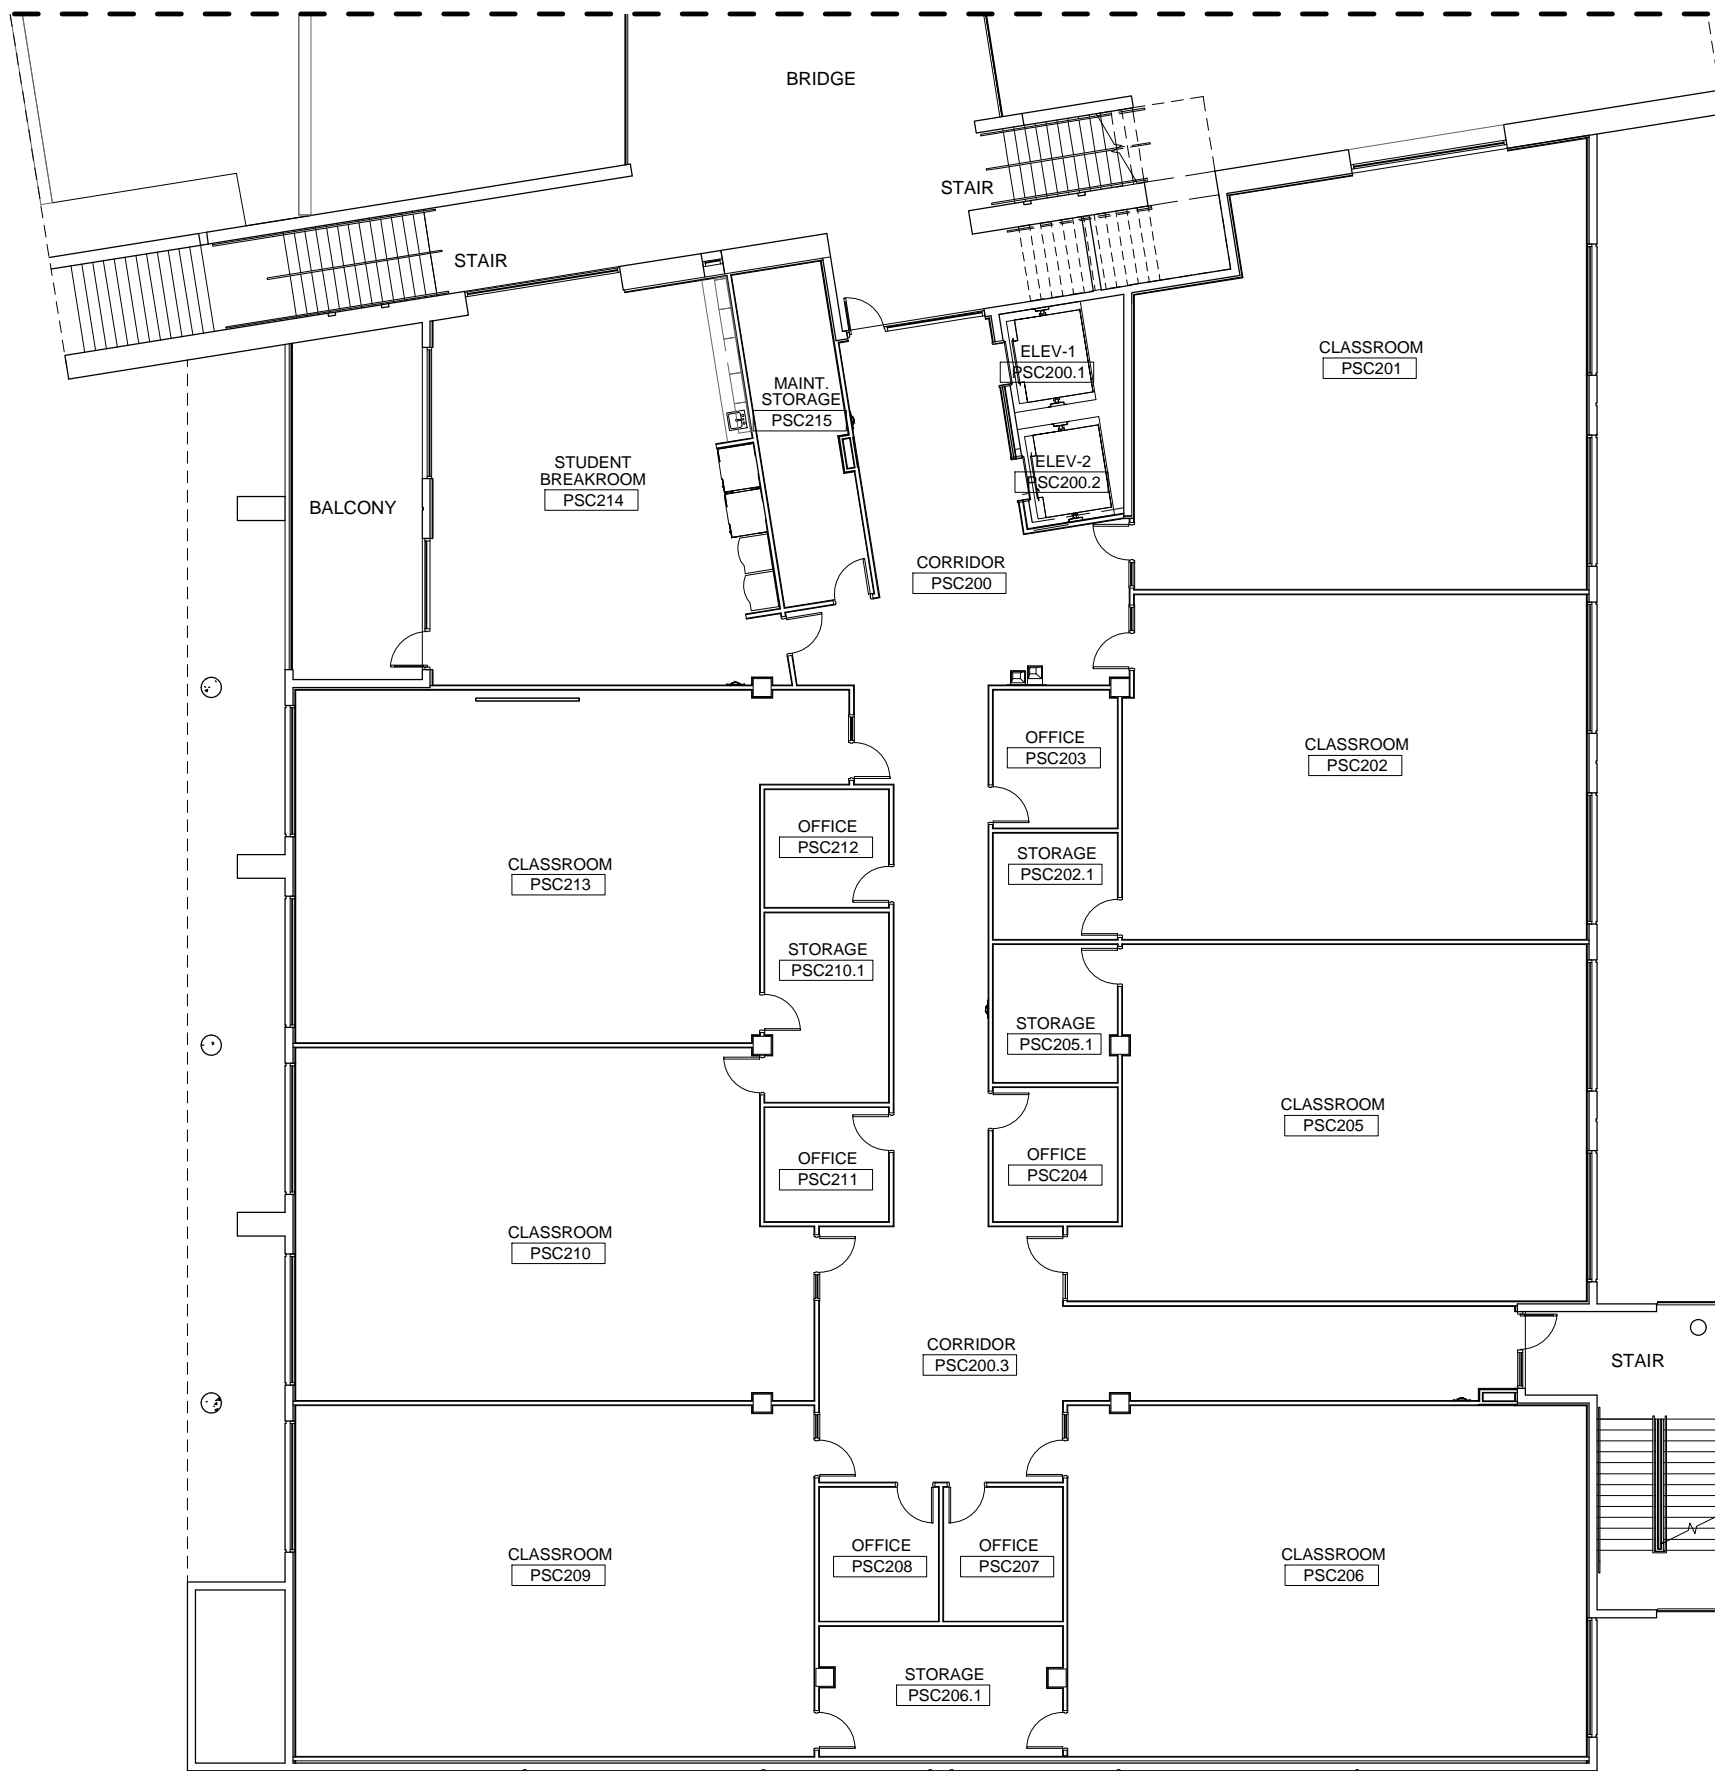 BRIDGE
STAIR
STAIR
CLASSROOM
PSC201
ELEV-1
PSC200.1
MAINT.
STORAGE
PSC215
ELEV-2
PSC200.2
STUDENT
BREAKROOM
PSC214
BALCONY
CORRIDOR
PSC200
OFFICE
PSC203
CLASSROOM
PSC202
OFFICE
PSC212
STORAGE
PSC202.1
CLASSROOM
PSC213
STORAGE
PSC210.1
STORAGE
PSC205.1
CLASSROOM
PSC205
OFFICE
PSC211
OFFICE
PSC204
CLASSROOM
PSC210
CORRIDOR
PSC200.3
STAIR
OFFICE
PSC208
OFFICE
PSC207
CLASSROOM
PSC209
CLASSROOM
PSC206
STORAGE
PSC206.1